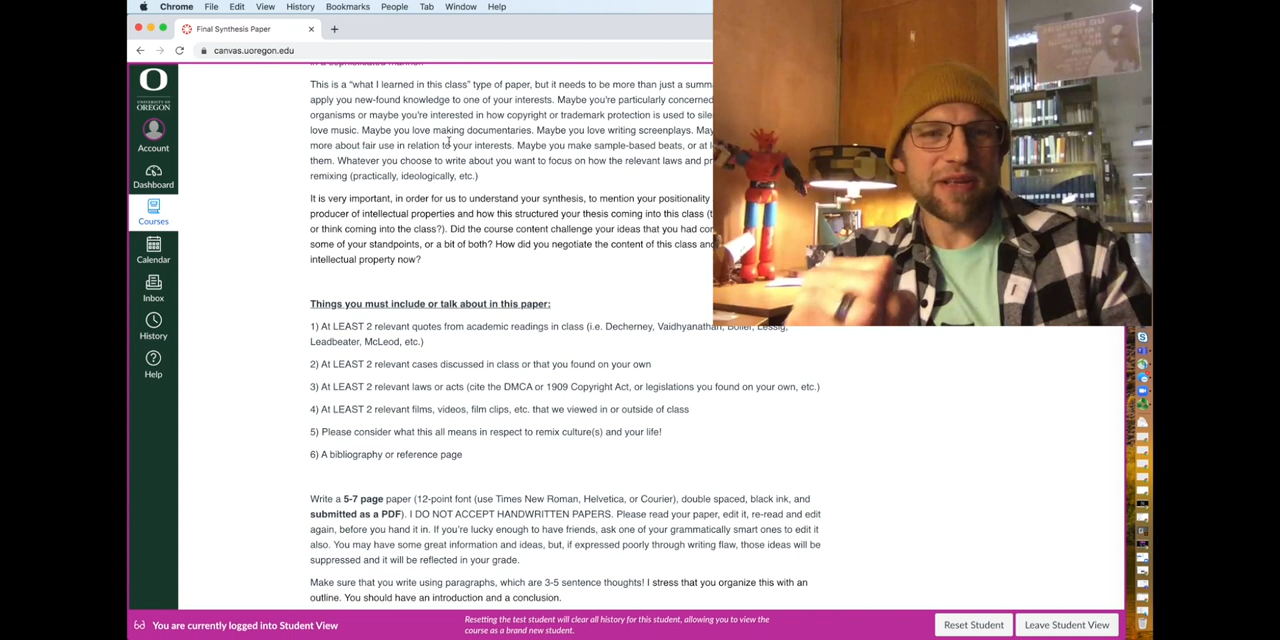 Chrome File Edit View History Bookmarks People Tab Window Help
Final Synthesis Paper
canvas.uoregon.edu
O
UNIVERSITY OF
OREGON
Account
Dashboard
Courses
Calendar
Inbox
History
Help
This is a “what I learned in this class” type of paper, but it needs to be more than just a summ
apply you new-found knowledge to one of your interests. Maybe you're particularly concerned
organisms or maybe you're interested in how copyright or trademark protection is used to sile
love music. Maybe you love making documentaries. Maybe you love writing screenplays. May
more about fair use in relation to your interests. Maybe you make sample-based beats, or at l
them. Whatever you choose to write about you want to focus on how the relevant laws and pr
remixing (practically, ideologically, etc.)
It is very important, in order for us to understand your synthesis, to mention your positionality
producer of intellectual properties and how this structured your thesis coming into this class (t
or think coming into the class?). Did the course content challenge your ideas that you had con
some of your standpoints, or a bit of both? How did you negotiate the content of this class and
intellectual property now?
Things you must include or talk about in this paper:
1) At LEAST 2 relevant quotes from academic readings in class (i.e. Decherney, Vaidhyanathan, Bollier, Lessig,
Leadbeater, McLeod, etc.)
2) At LEAST 2 relevant cases discussed in class or that you found on your own
3) At LEAST 2 relevant laws or acts (cite the DMCA or 1909 Copyright Act, or legislations you found on your own, etc.)
4) At LEAST 2 relevant films, videos, film clips, etc. that we viewed in or outside of class
5) Please consider what this all means in respect to remix culture(s) and your life!
6) A bibliography or reference page
Write a 5-7 page paper (12-point font (use Times New Roman, Helvetica, or Courier), double spaced, black ink, and
submitted as a PDF). I DO NOT ACCEPT HANDWRITTEN PAPERS. Please read your paper, edit it, re-read and edit
again, before you hand it in. If you're lucky enough to have friends, ask one of your grammatically smart ones to edit it
also. You may have some great information and ideas, but, if expressed poorly through writing flaw, those ideas will be
suppressed and it will be reflected in your grade.
Make sure that you write using paragraphs, which are 3-5 sentence thoughts! I stress that you organize this with an
outline. You should have an introduction and a conclusion.
You are currently logged into Student View
Resetting the test student will clear all history for this student, allowing you to view the
course as a brand new student.
Reset Student
Leave Student View